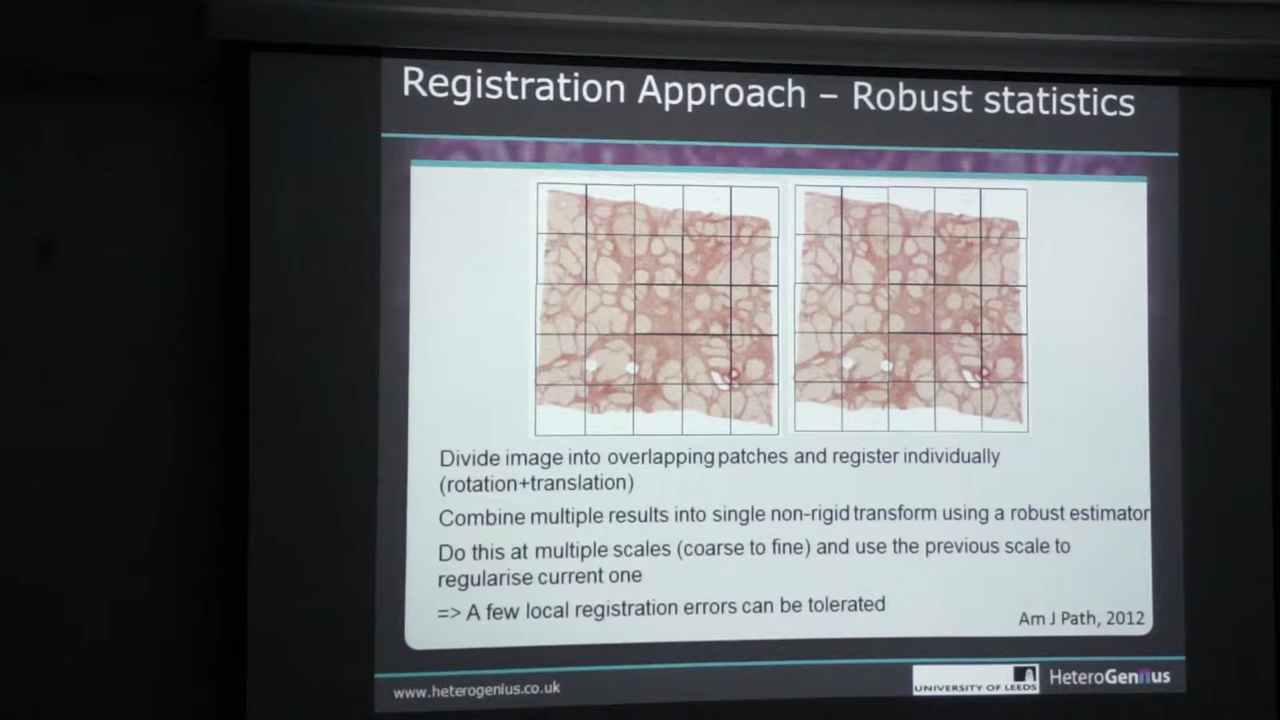 Registration Approach – Robust statistics
Divide image into overlapping patches and register individually
(rotation+translation)
Combine multiple results into single non-rigid transform using a robust estimator
Do this at multiple scales (coarse to fine) and use the previous scale to
regularise current one
=> A few local registration errors can be tolerated
Am J Path, 2012
www.heterogenius.co.uk
UNIVERSITY OF LEEDS
HeteroGenius